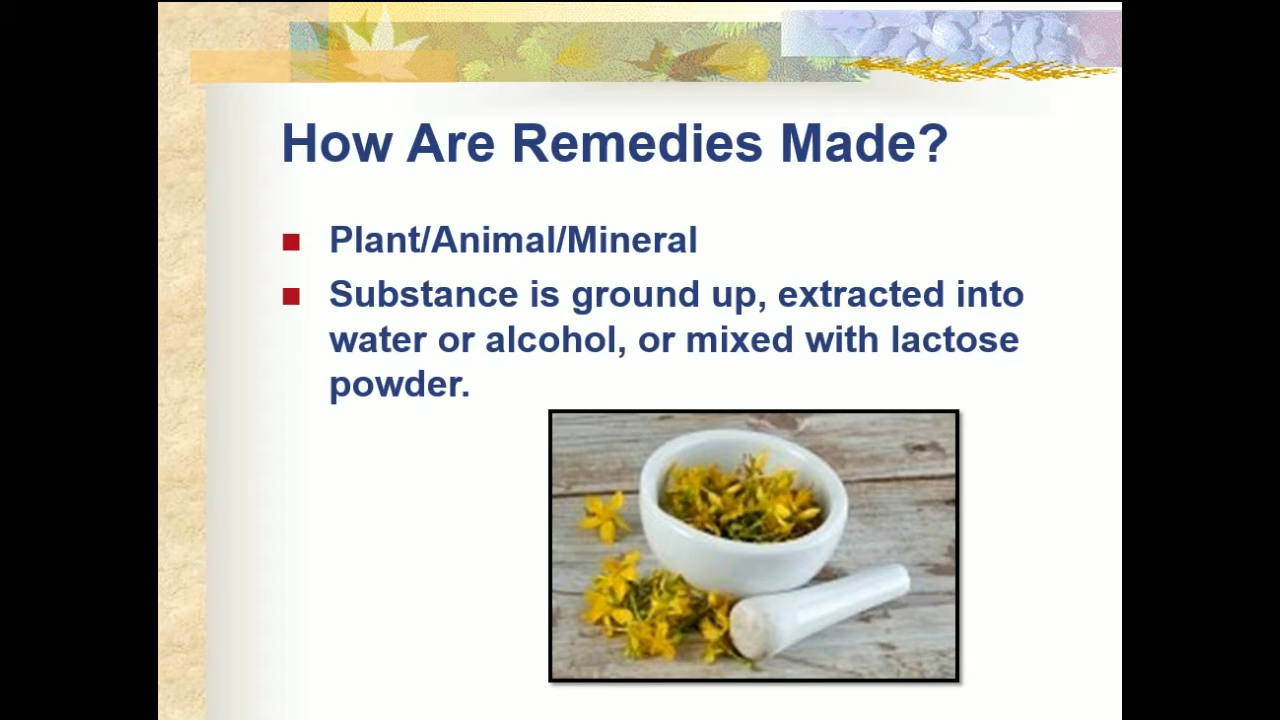 How Are Remedies Made?
Plant/Animal/Mineral
Substance is ground up, extracted into
water or alcohol, or mixed with lactose
powder.